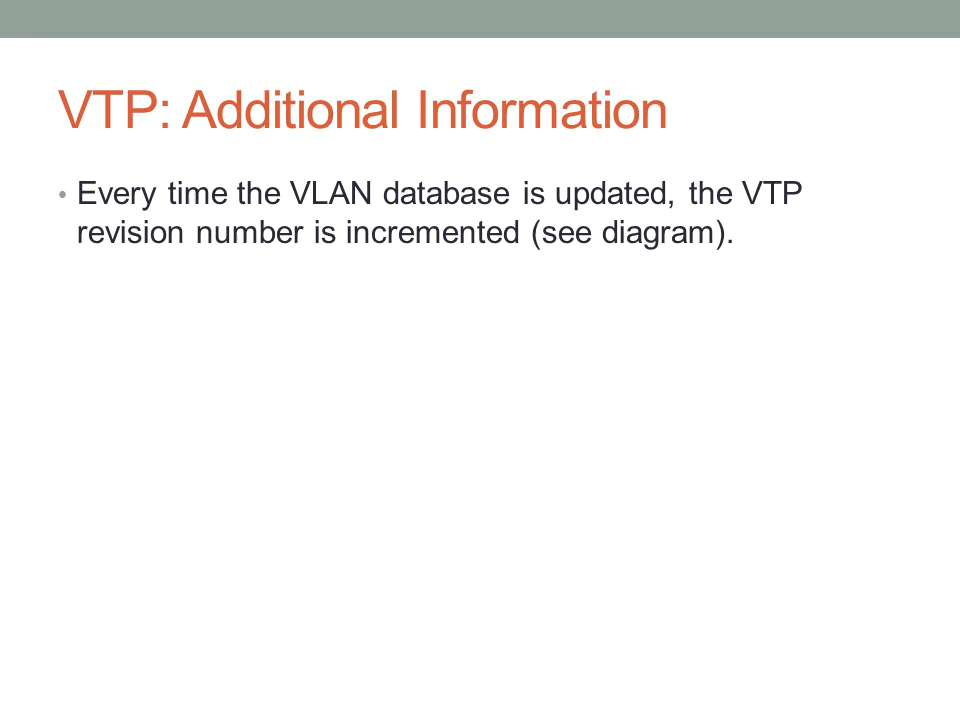 VTP: Additional Information
• Every time the VLAN database is updated, the VTP
revision number is incremented (see diagram).